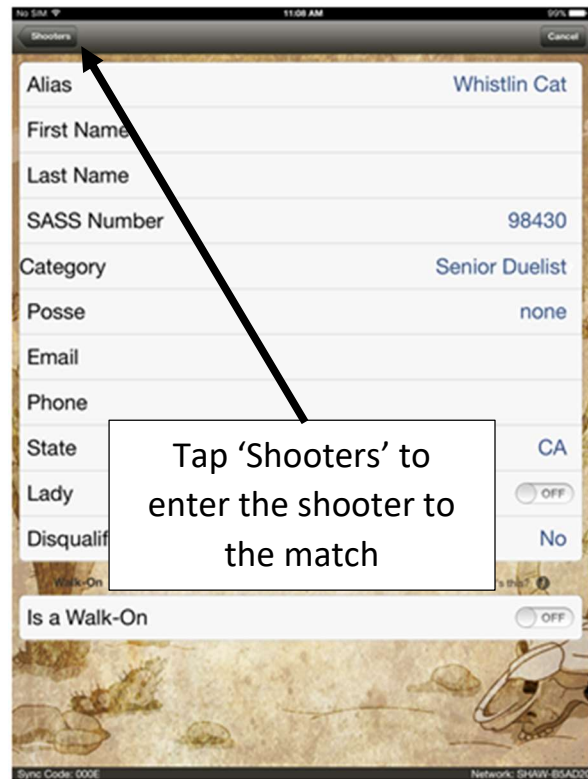 No SIM 11:08 AM 99%
Shooters Cancel
Alias Whistlin Cat
First Name
Last Name
SASS Number 98430
Category Senior Duelist
Posse none
Email
Phone
State CA
Lady OFF
Disqualif No
Tap ‘Shooters’ to
enter the shooter to
the match
Walk-On 's this?
Is a Walk-On OFF
Sync Code: 000E Network: